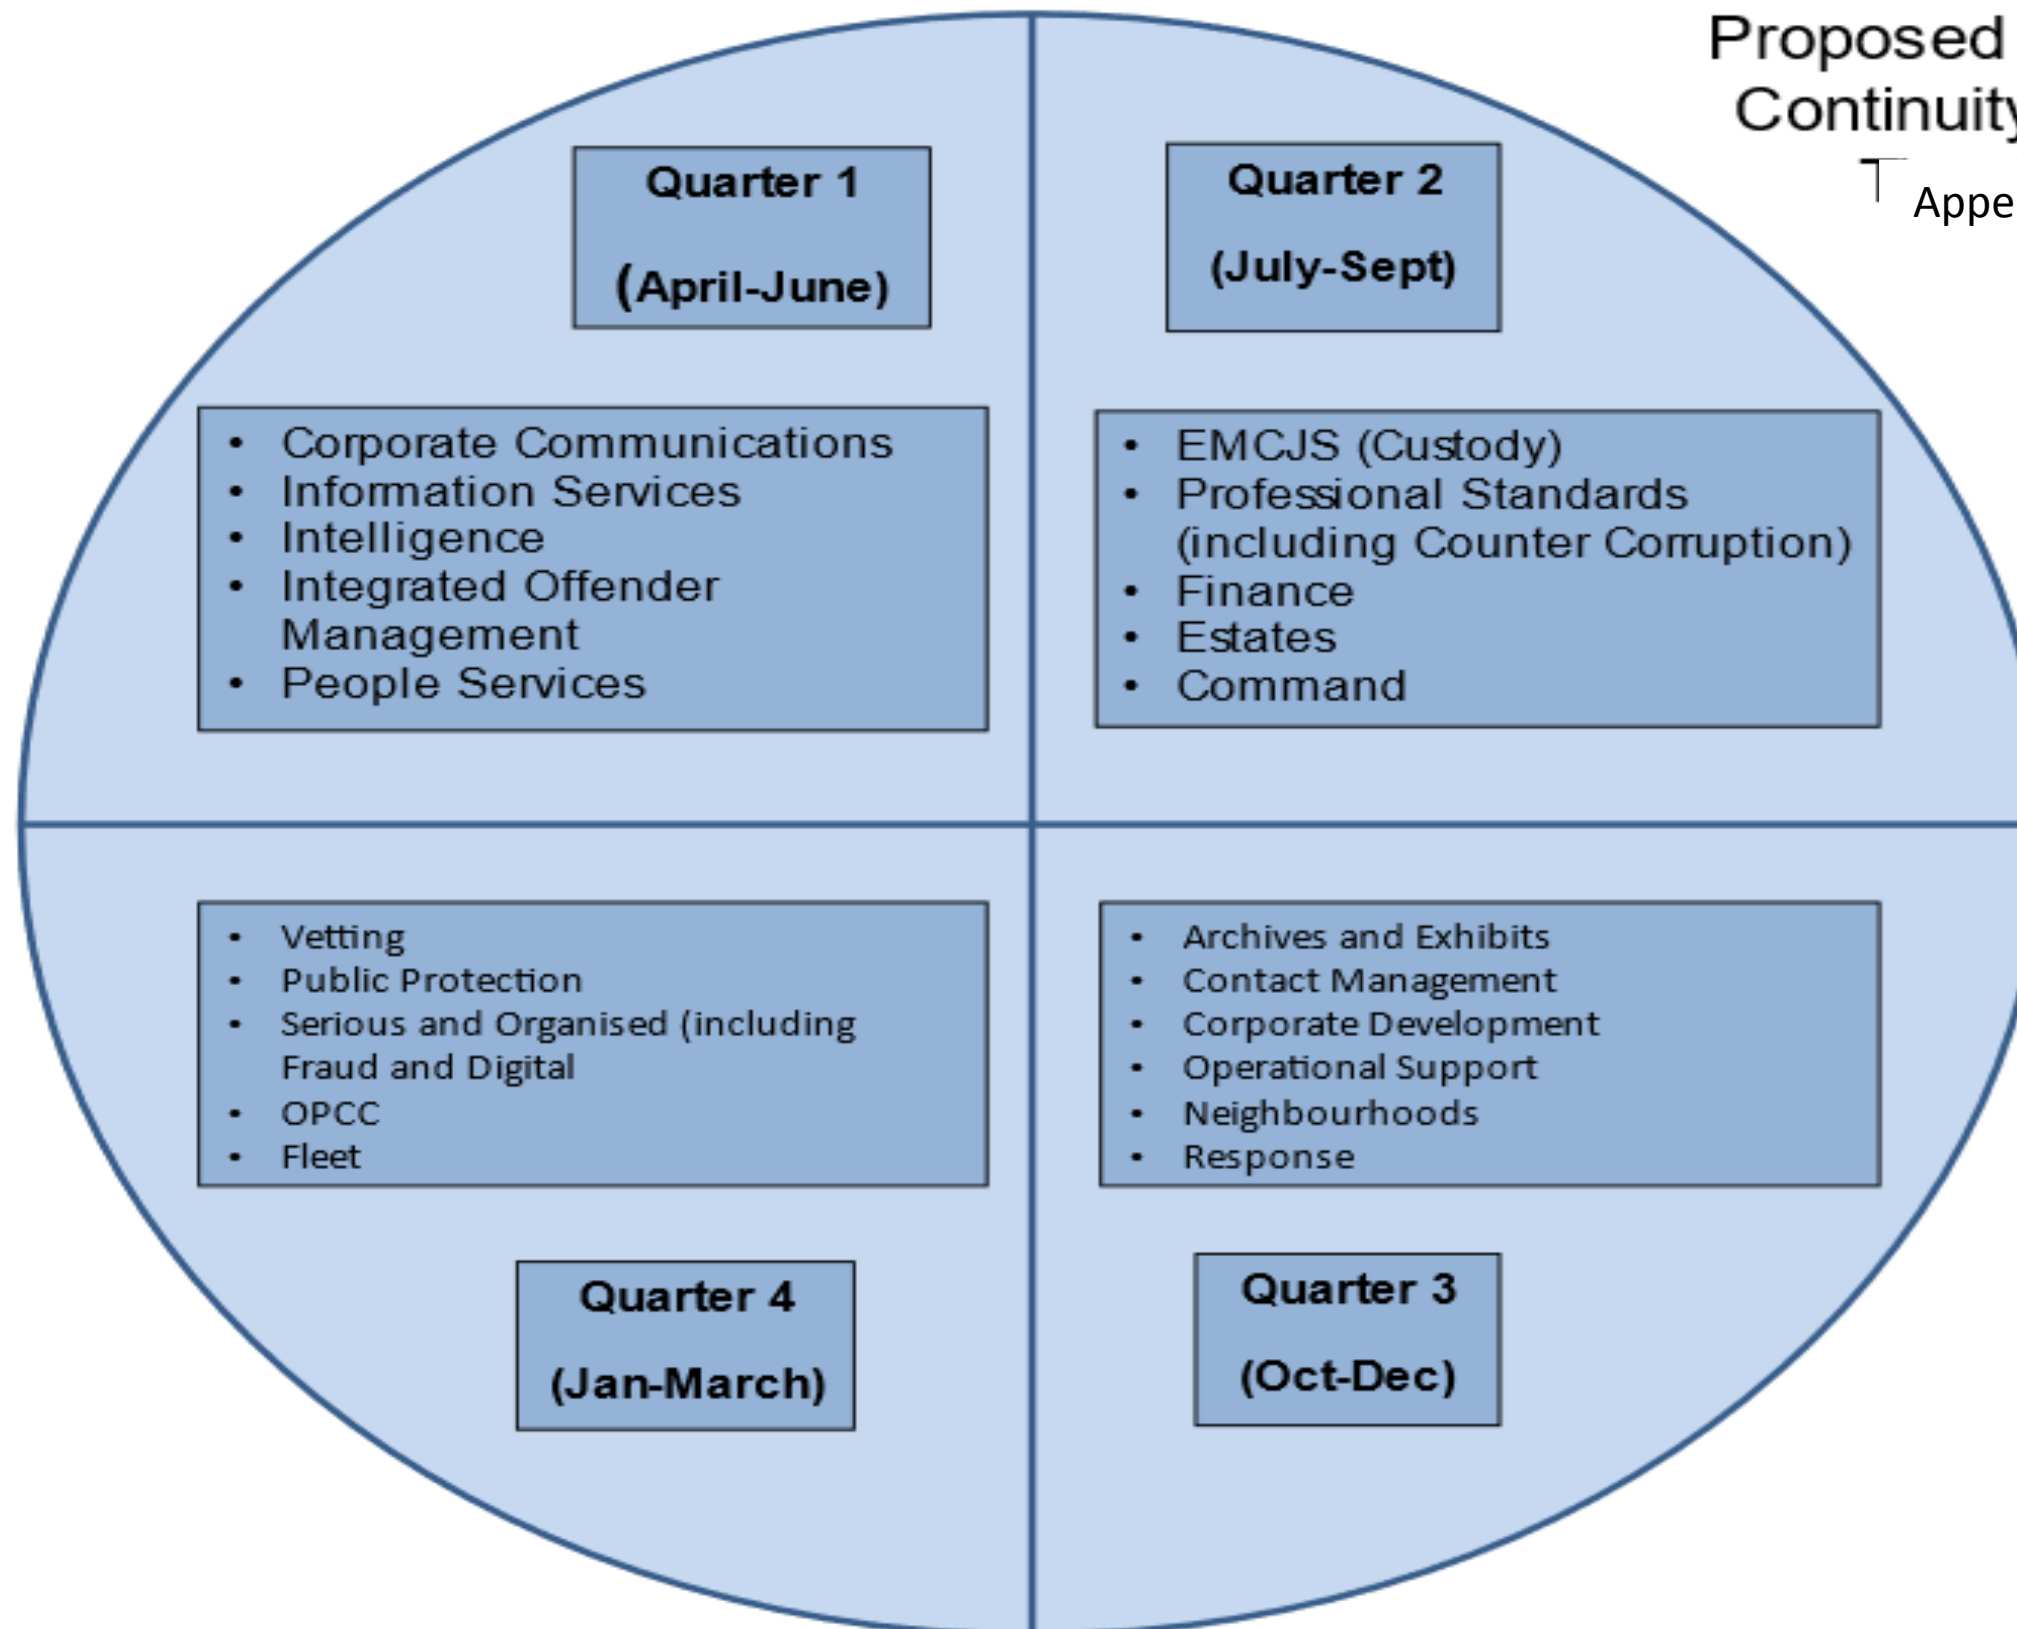 Proposed
Continuity
Appe
Quarter 1
(April-June)
Quarter 2
(July-Sept)
• Corporate Communications
• Information Services
• Intelligence
• Integrated Offender
Management
• People Services
• EMCJS (Custody)
• Professional Standards
(including Counter Corruption)
• Finance
• Estates
• Command
• Vetting
• Public Protection
• Serious and Organised (including
Fraud and Digital
• OPCC
• Fleet
• Archives and Exhibits
• Contact Management
• Corporate Development
• Operational Support
• Neighbourhoods
• Response
Quarter 4
(Jan-March)
Quarter 3
(Oct-Dec)